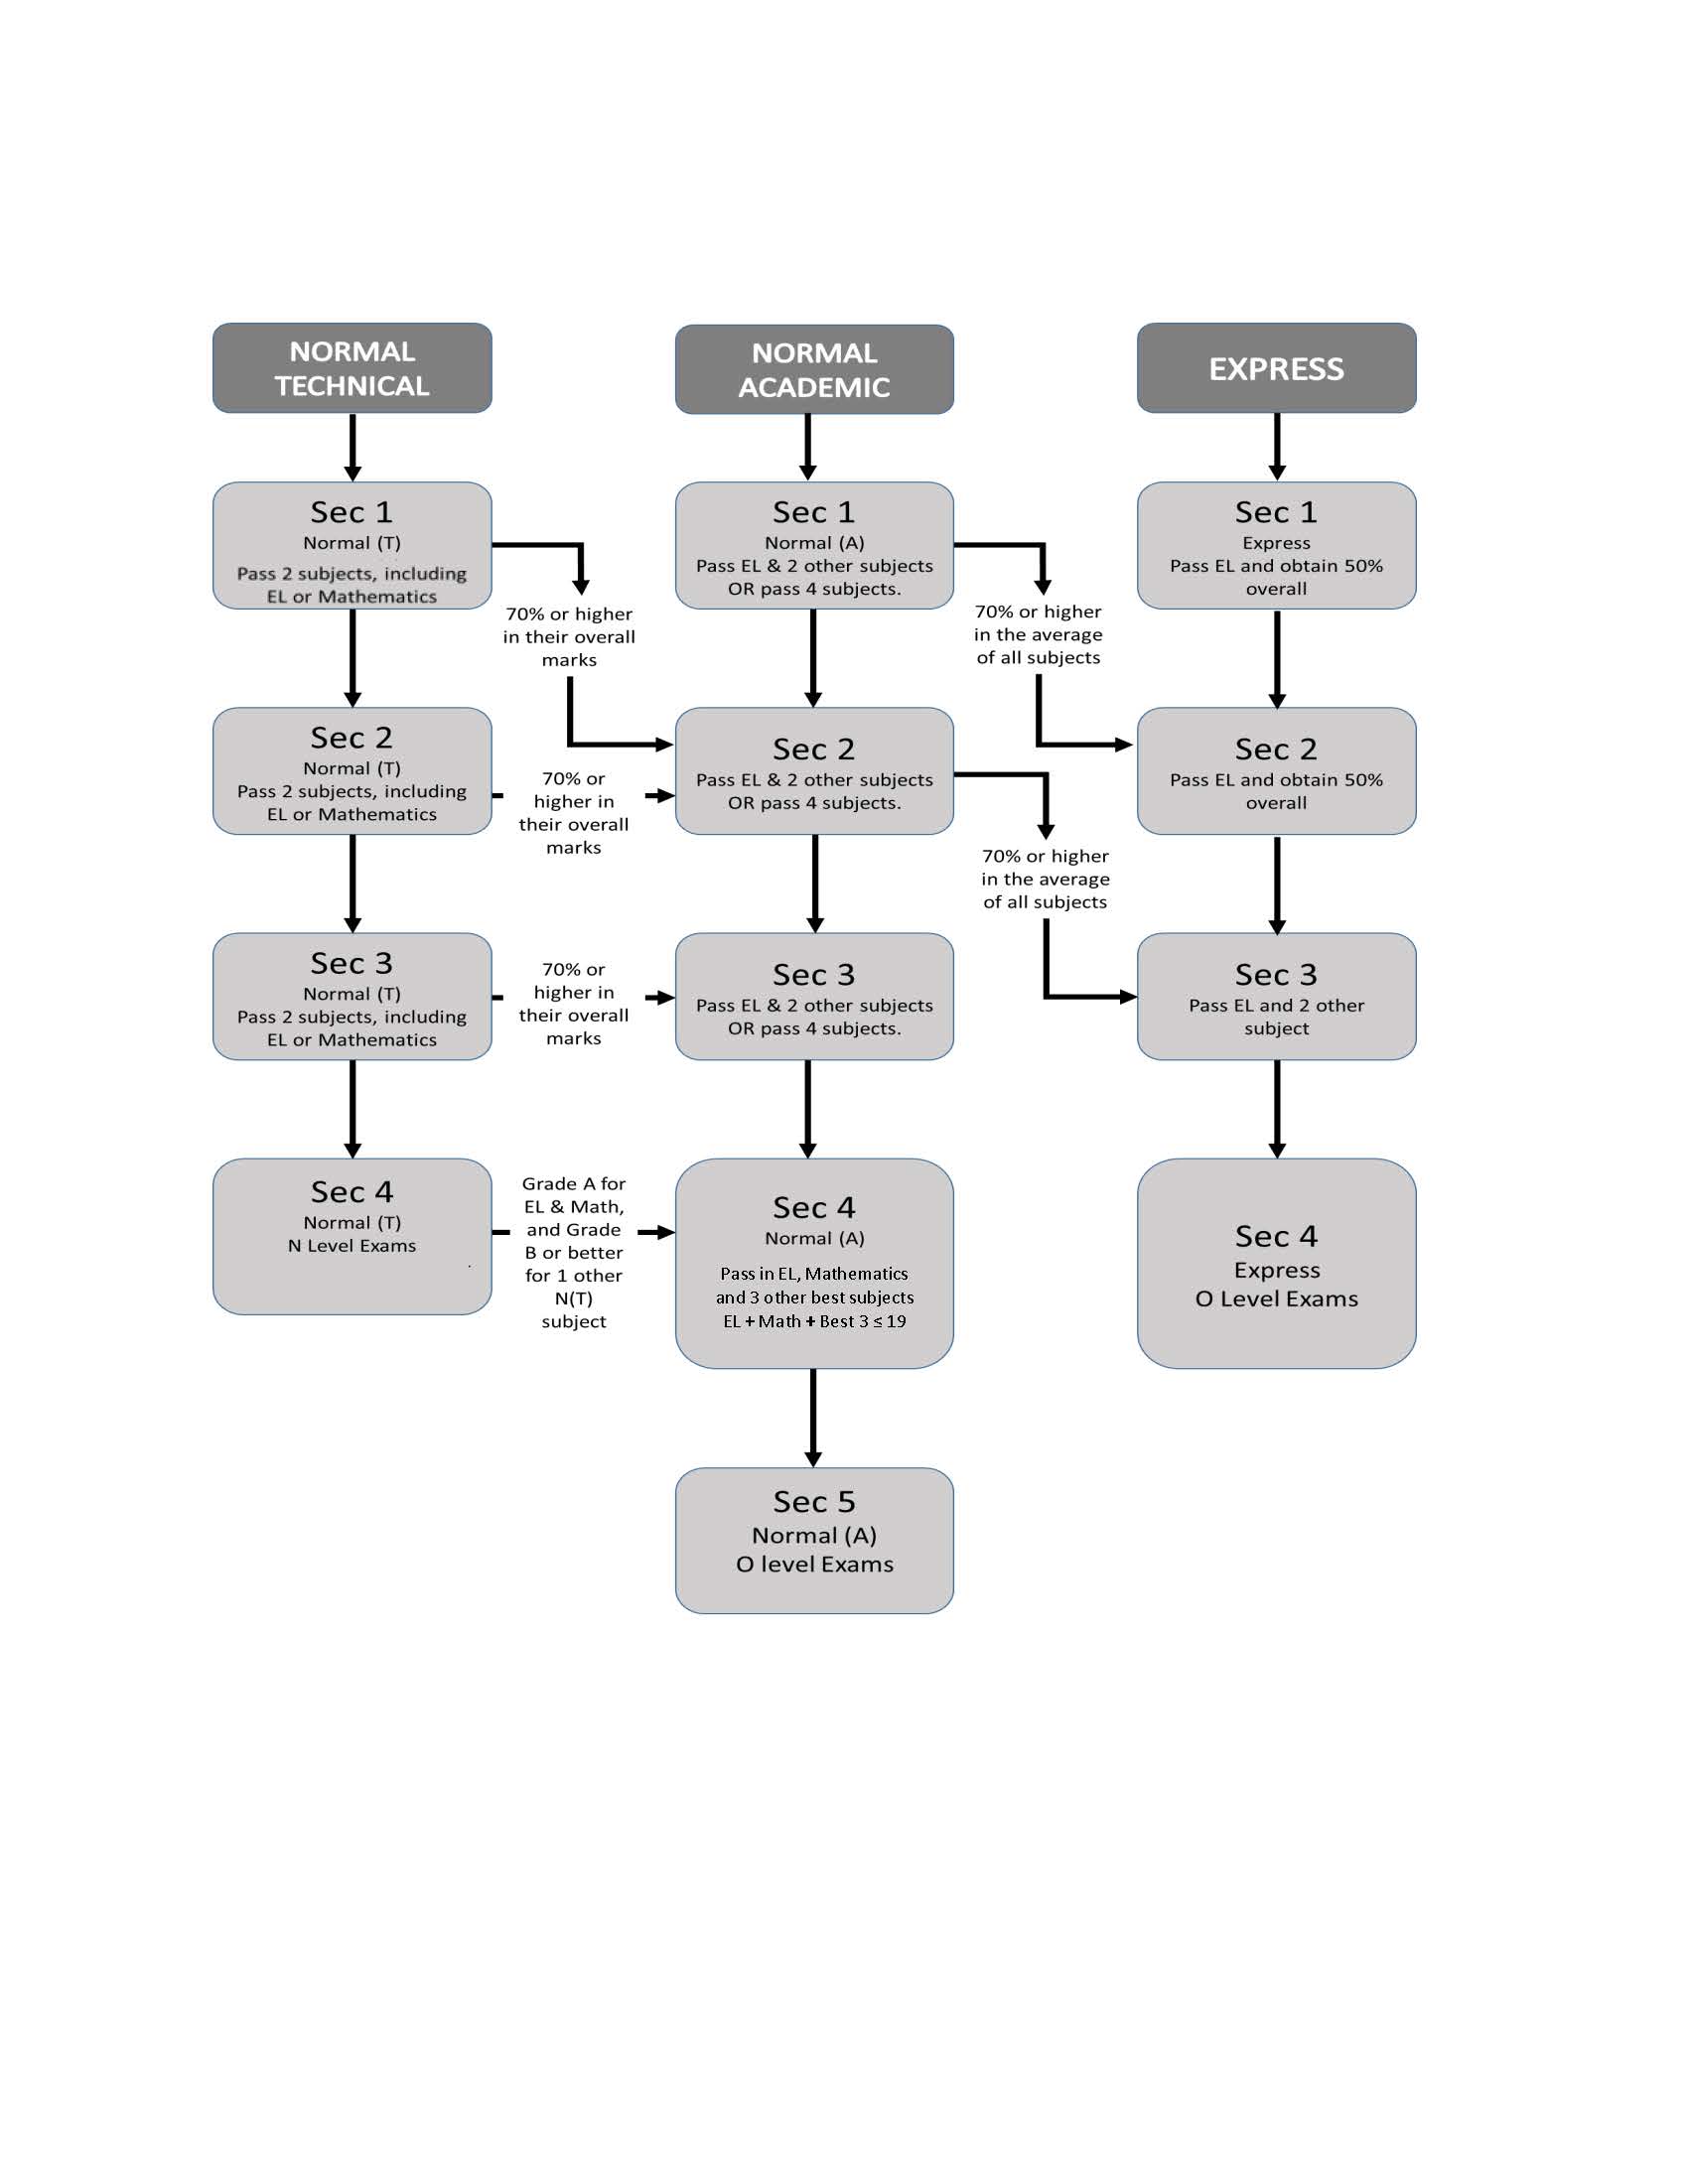 NORMAL
TECHNICAL
NORMAL
ACADEMIC
EXPRESS
Sec 1
Normal (T)
Pass 2 subjects, including
EL or Mathematics
Sec 1
Normal (A)
Pass EL & 2 other subjects
OR pass 4 subjects.
Sec 1
Express
Pass EL and obtain 50%
overall
70% or higher
in their overall
marks
70% or higher
in the average
of all subjects
Sec 2
Normal (T)
Pass 2 subjects, including
EL or Mathematics
70% or
higher in
their overall
marks
Sec 2
Pass EL & 2 other subjects
OR pass 4 subjects.
Sec 2
Pass EL and obtain 50%
overall
70% or higher
in the average
of all subjects
Sec 3
Normal (T)
Pass 2 subjects, including
EL or Mathematics
70% or
higher in
their overall
marks
Sec 3
Pass EL & 2 other subjects
OR pass 4 subjects.
Sec 3
Pass EL and 2 other
subject
Sec 4
Normal (T)
N Level Exams
Grade A for
EL & Math,
and Grade
B or better
for 1 other
N(T)
subject
Sec 4
Normal (A)
Pass in EL, Mathematics
and 3 other best subjects
EL + Math + Best 3 ≤ 19
Sec 4
Express
O Level Exams
Sec 5
Normal (A)
O level Exams